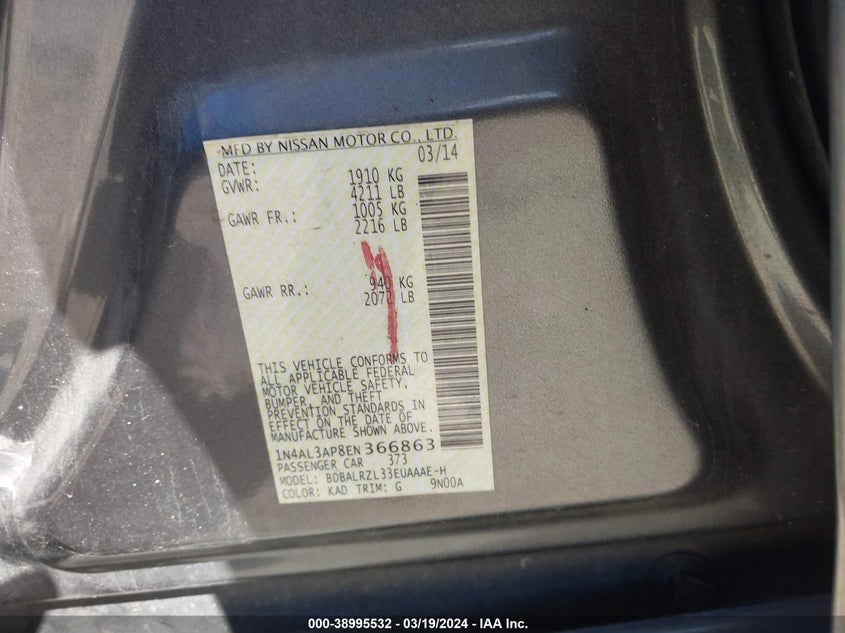 MFD BY NISSAN MOTOR CO., LTD.
DATE: 03/14
GVWR: 1910 KG
4211 LB
GAWR FR.: 1005 KG
2216 LB
GAWR RR.: 940 KG
2072 LB
THIS VEHICLE CONFORMS TO
ALL APPLICABLE FEDERAL
MOTOR VEHICLE SAFETY,
BUMPER, AND THEFT
PREVENTION STANDARDS IN
EFFECT ON THE DATE OF
MANUFACTURE SHOWN ABOVE.
1N4AL3AP8EN366863
PASSENGER CAR 373
MODEL: BDBALRZL33EUAAAE-H
COLOR: KAD TRIM: G 9N00A
000-38995532 - 03/19/2024 - IAA Inc.